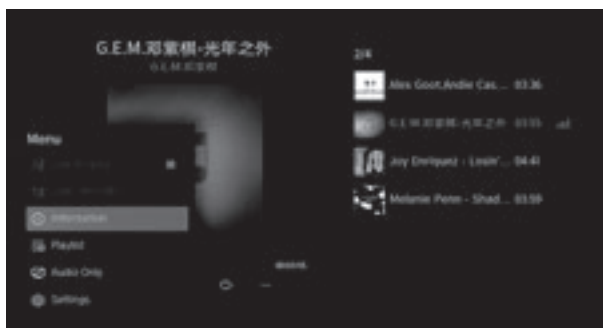 G.E.M.邓紫棋-光年之外
G.E.M.邓紫棋
2/4
Alex Goot,Andie Cas... 03:36
G.E.M.邓紫棋-光年之外 03:55
Joy Enriquez - Losin'... 04:41
Melanie Penn - Shad... 03:59
Menu
Information
Playlist
Audio Only
Settings